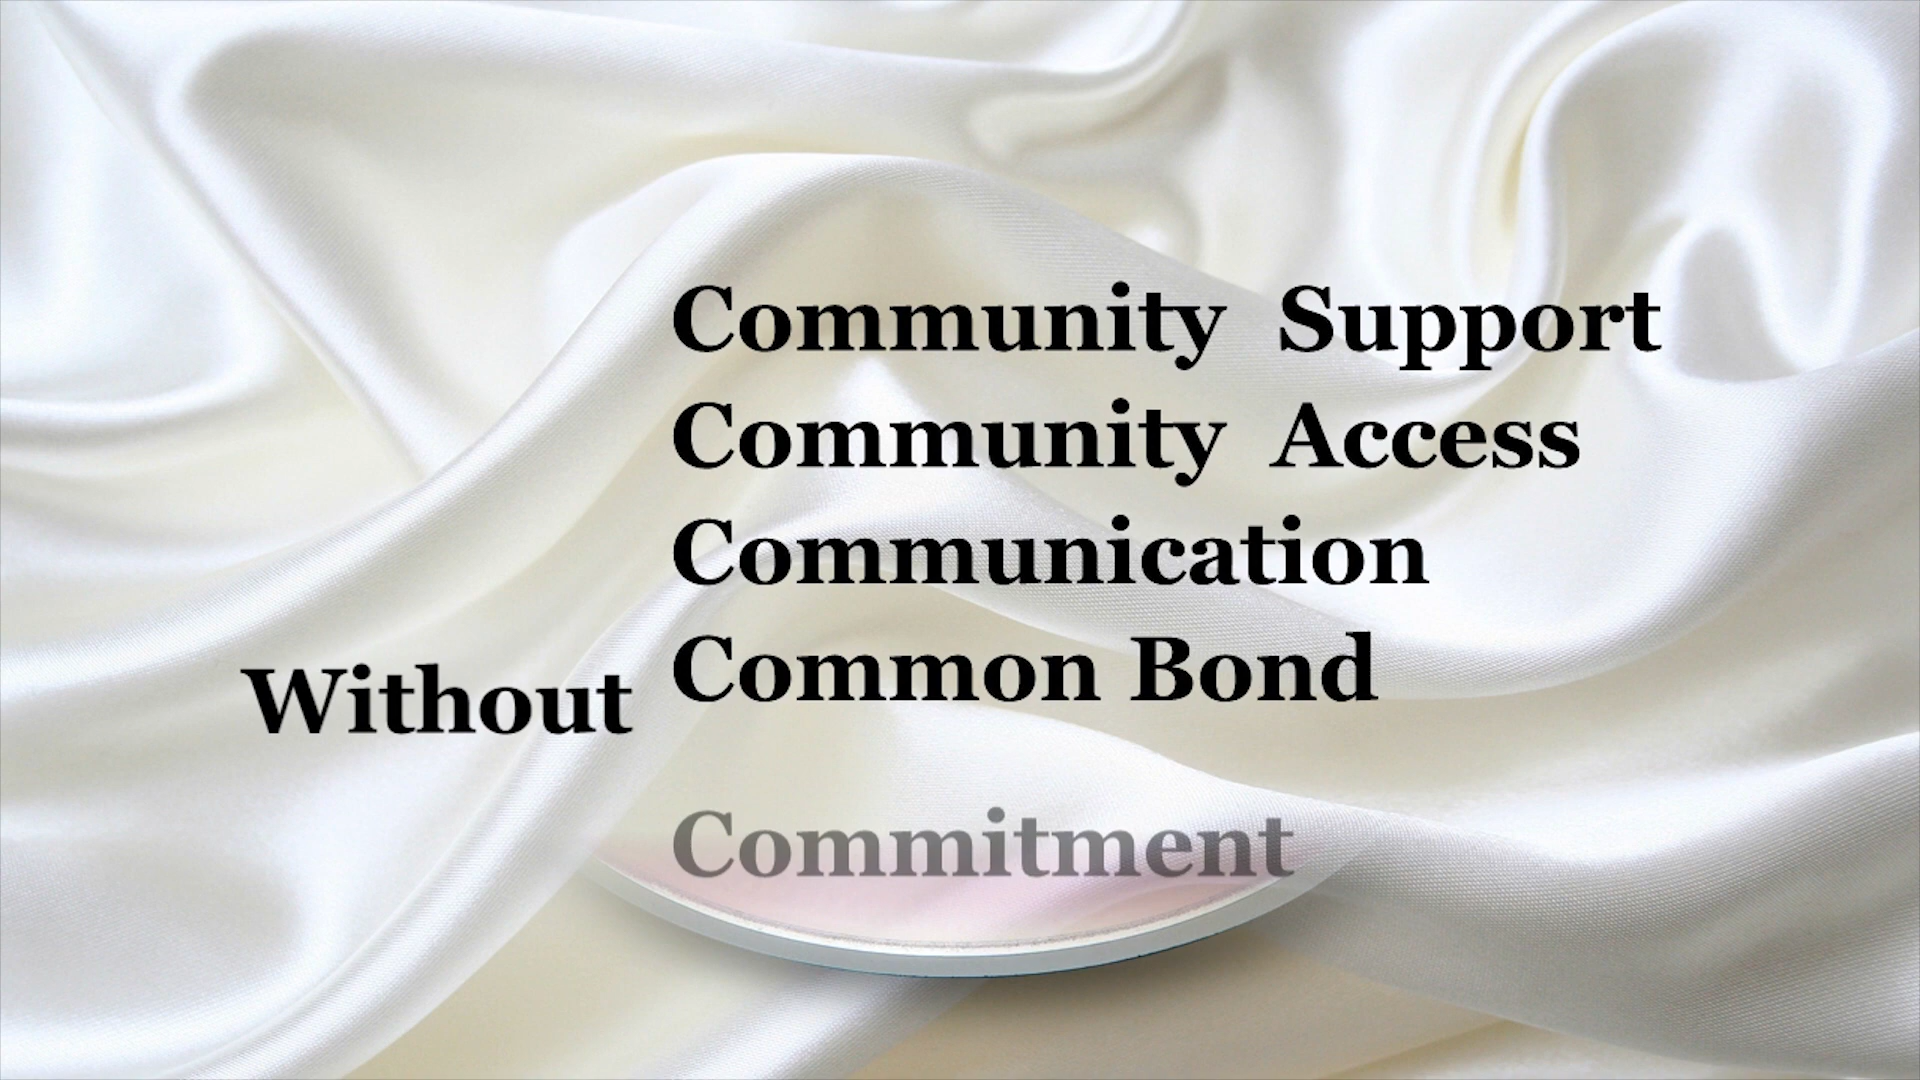 Community Support
Community Access
Communication
Common Bond
Without
Commitment